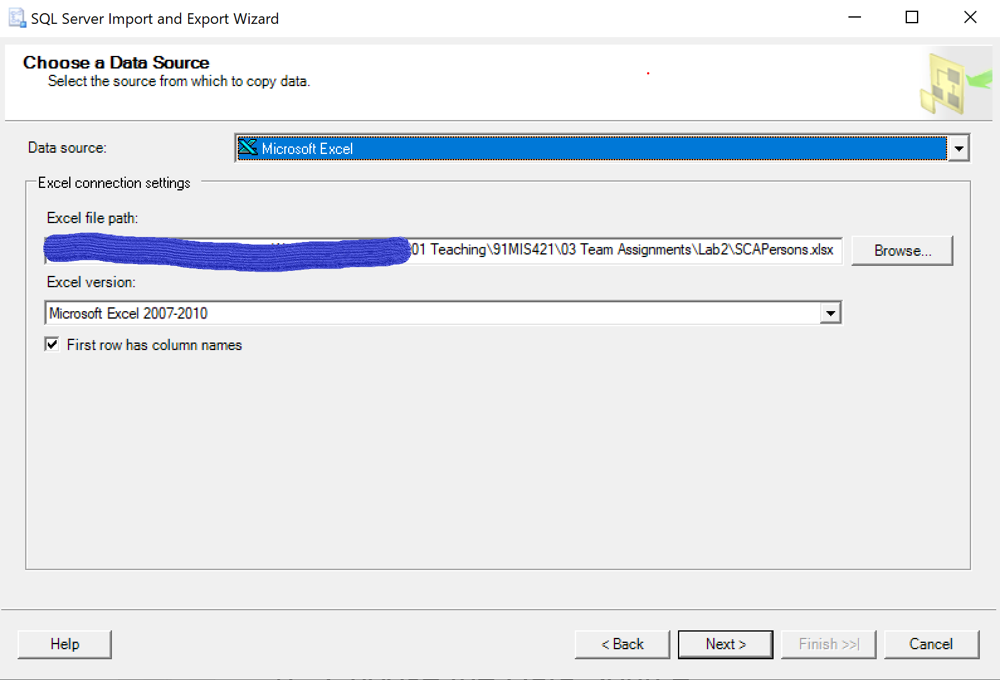 SQL Server Import and Export Wizard
Choose a Data Source
Select the source from which to copy data.
Data source:
Microsoft Excel
Excel connection settings
Excel file path:
01 Teaching\91MIS421\03 Team Assignments\Lab2\SCAPersons.xlsx
Browse...
Excel version:
Microsoft Excel 2007-2010
First row has column names
Help
< Back
Next >
Finish >>|
Cancel